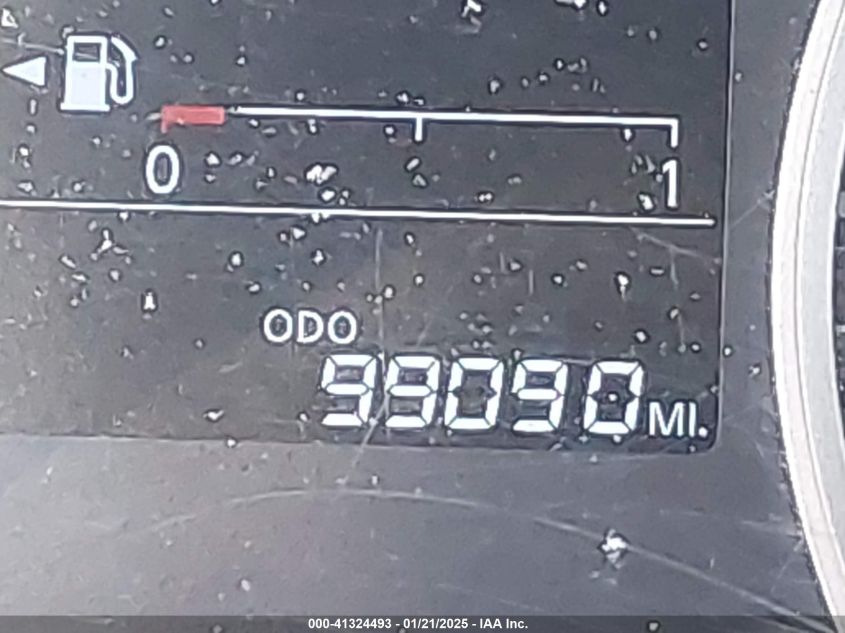 0 1
ODO
99090 MI.
000-41324493 - 01/21/2025 - IAA Inc.